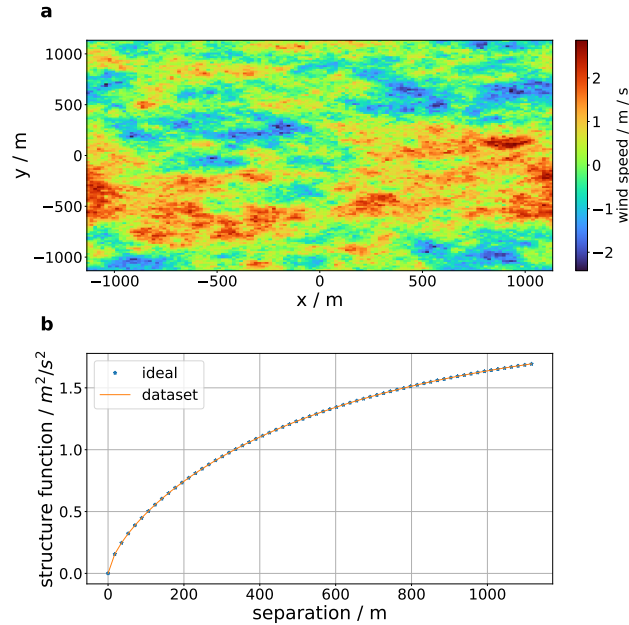 a
1000
500
0
−500
−1000
y / m
−1000
−500
0
500
1000
x / m
2
1
0
−1
−2
wind speed / m / s
b
ideal
dataset
1.5
1.0
0.5
0.0
structure function / m²/s²
0
200
400
600
800
1000
separation / m